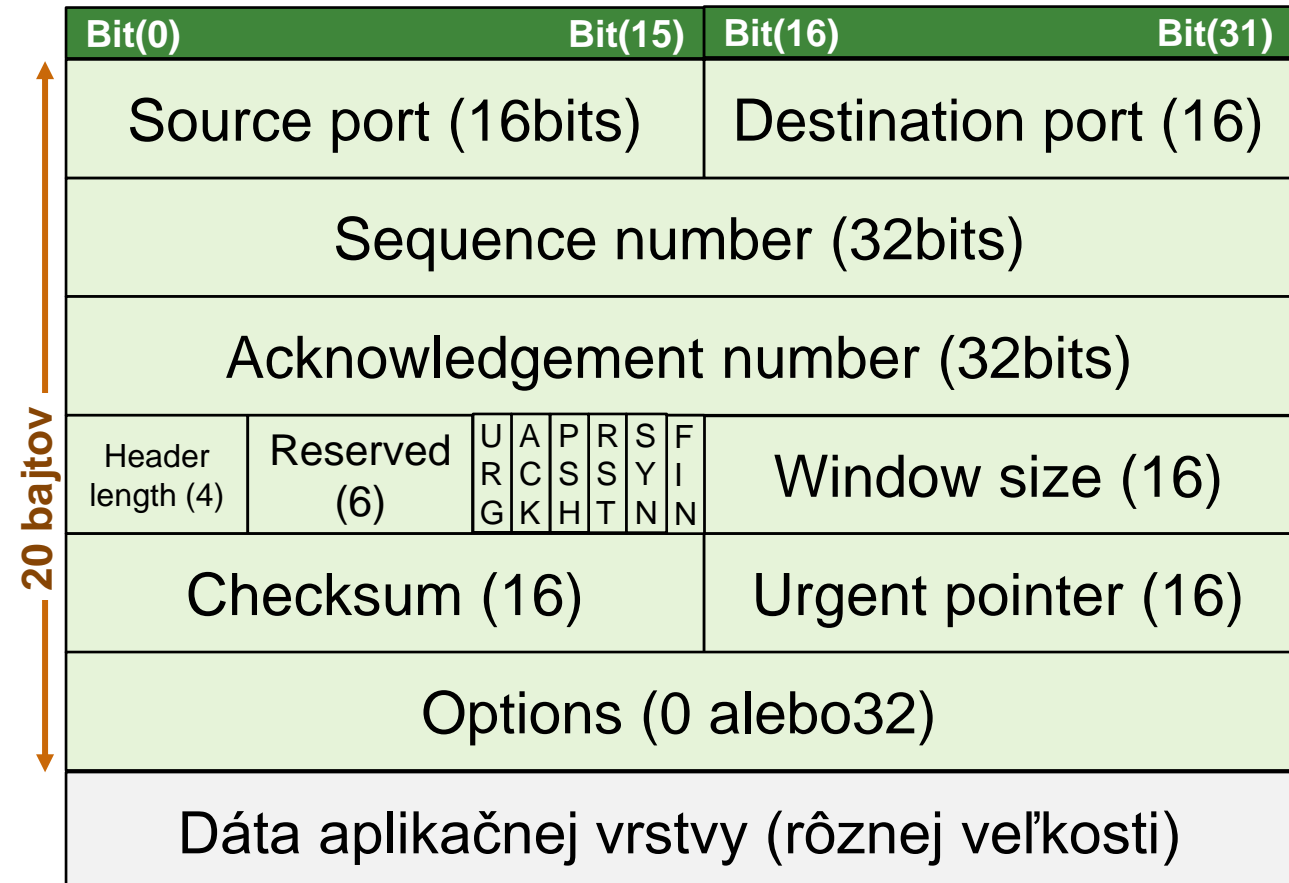 Bit(0) Bit(15) Bit(16) Bit(31)
Source port (16bits) Destination port (16)
Sequence number (32bits)
Acknowledgement number (32bits)
Header
length (4)
Reserved
(6)
URG
ACK
PSH
RST
SYN
FIN
Window size (16)
Checksum (16) Urgent pointer (16)
Options (0 alebo32)
Dáta aplikačnej vrstvy (rôznej veľkosti)
20 bajtov